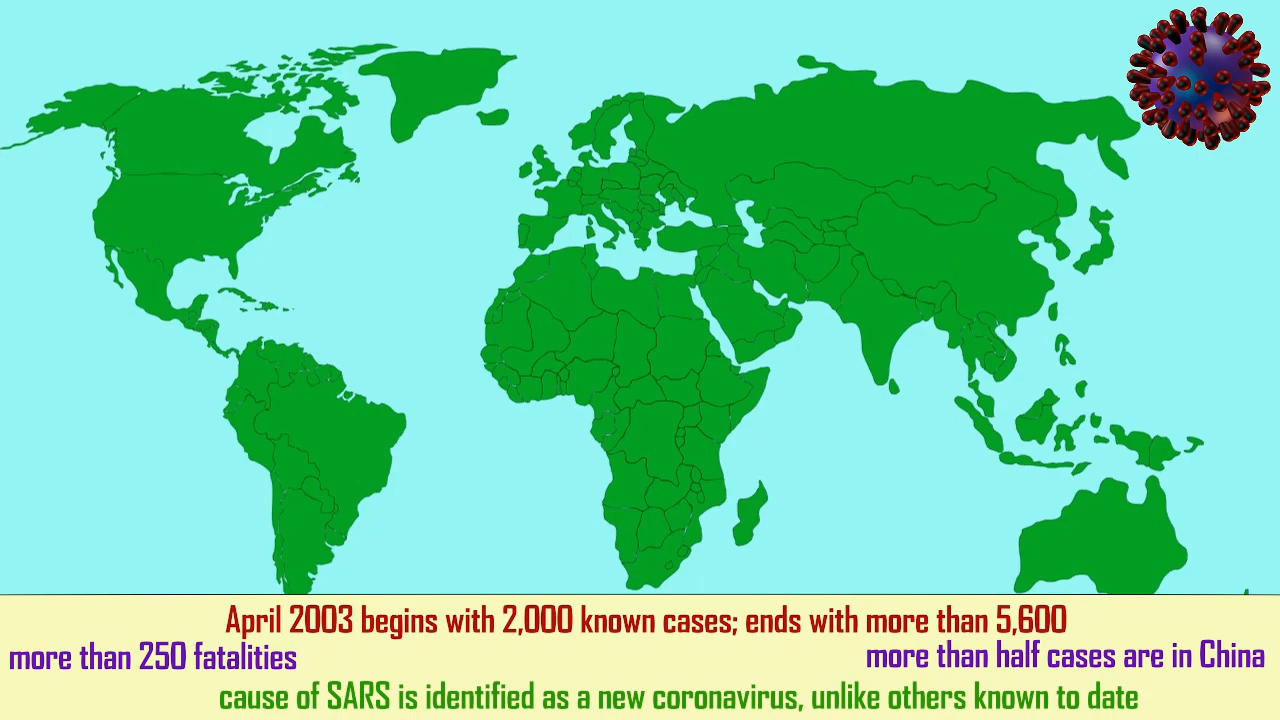 April 2003 begins with 2,000 known cases; ends with more than 5,600
more than 250 fatalities
more than half cases are in China
cause of SARS is identified as a new coronavirus, unlike others known to date